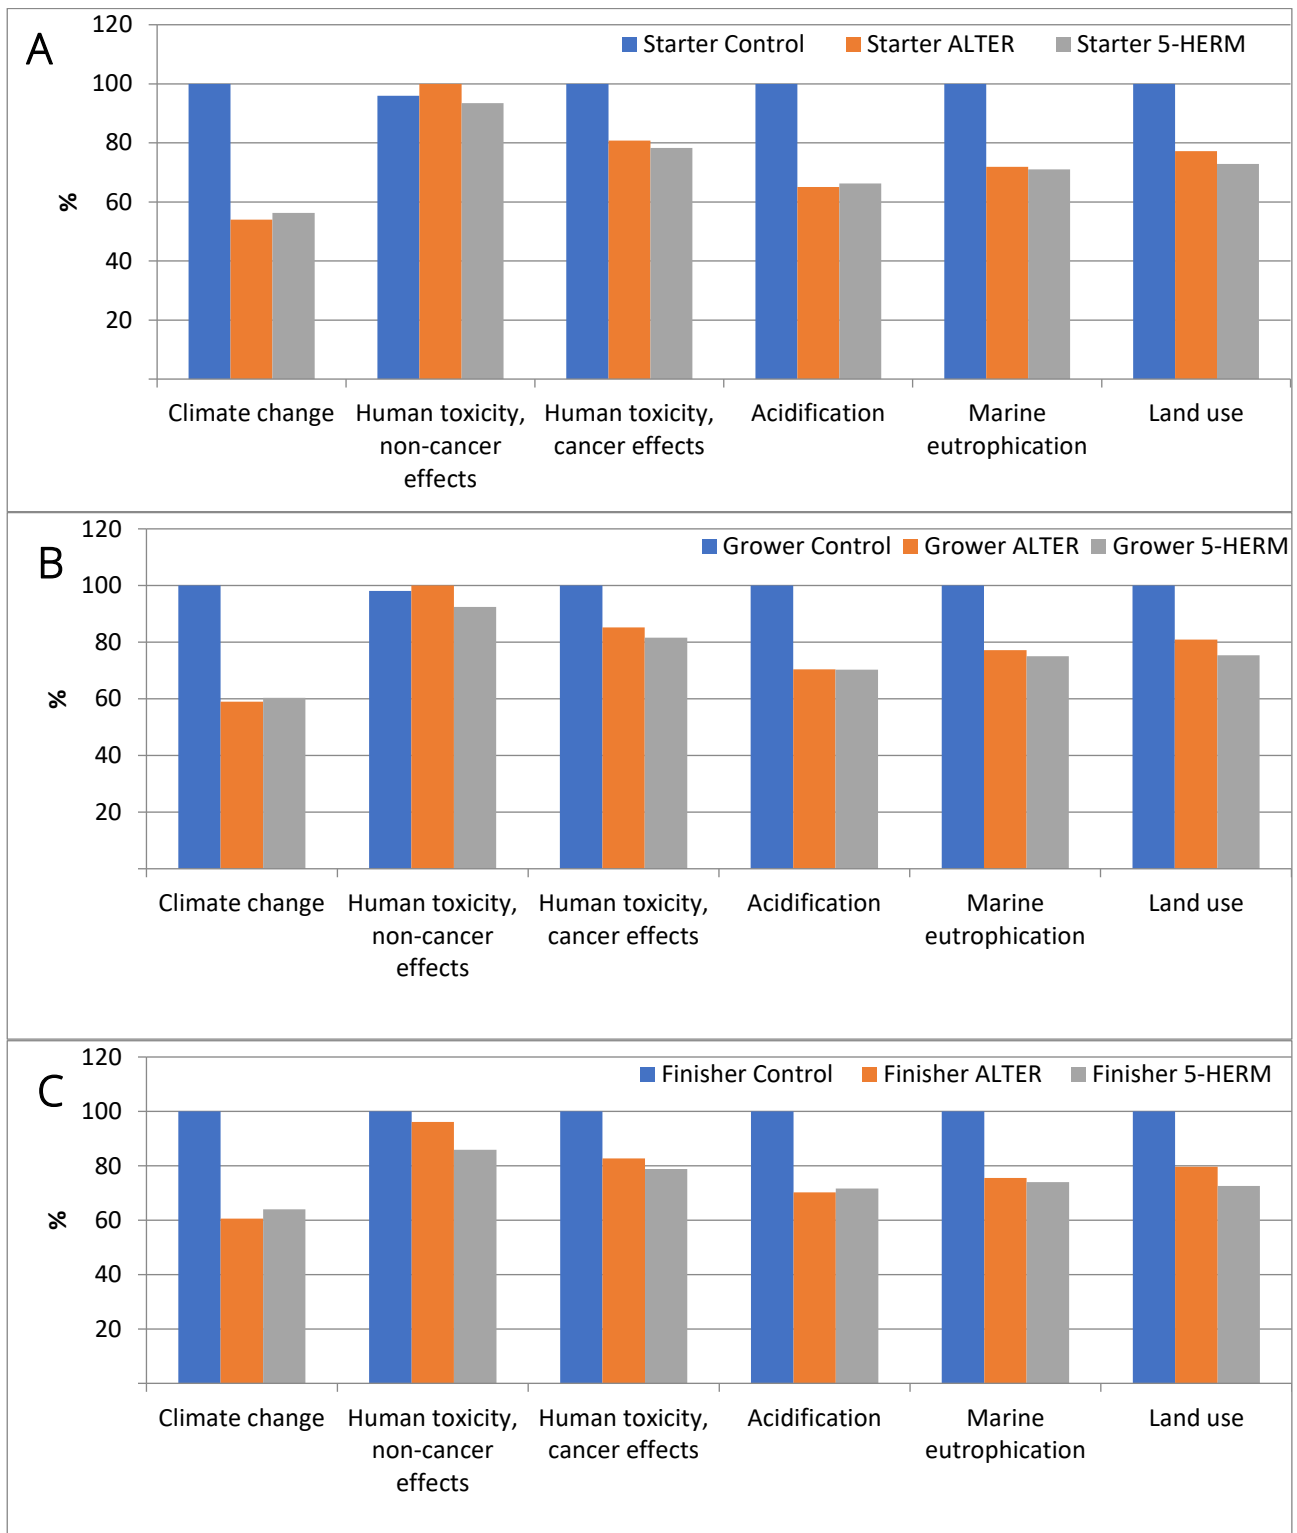 A
120
100
80
60
40
20
%
Starter Control Starter ALTER Starter 5-HERM
Climate change
Human toxicity,
non-cancer
effects
Human toxicity,
cancer effects
Acidification
Marine
eutrophication
Land use
B
120
100
80
60
40
20
%
Grower Control Grower ALTER Grower 5-HERM
Climate change
Human toxicity,
non-cancer
effects
Human toxicity,
cancer effects
Acidification
Marine
eutrophication
Land use
C
120
100
80
60
40
20
%
Finisher Control Finisher ALTER Finisher 5-HERM
Climate change
Human toxicity,
non-cancer
effects
Human toxicity,
cancer effects
Acidification
Marine
eutrophication
Land use